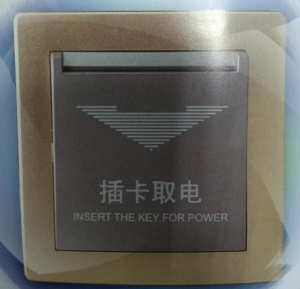 插卡取电
INSERT THE KEY FOR POWER